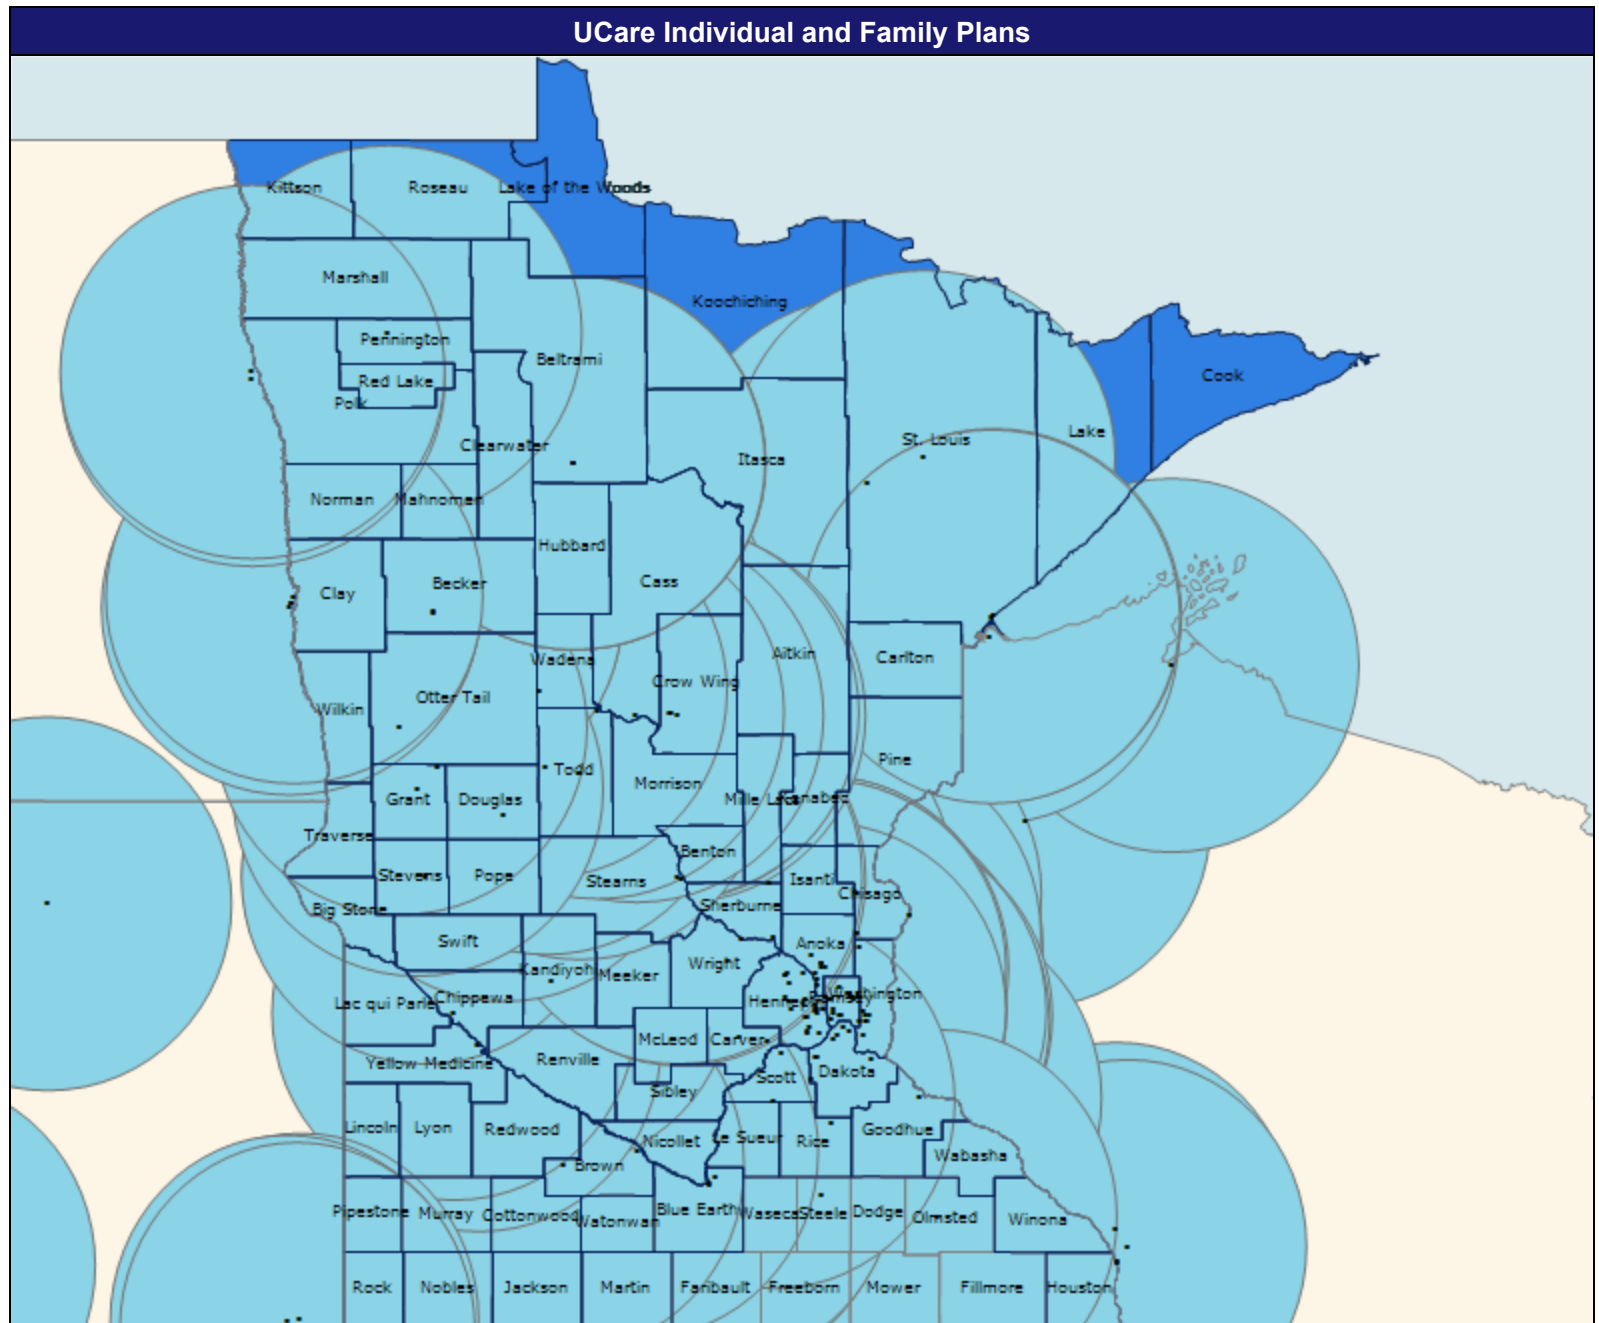 UCare Individual and Family Plans
Kittson
Roseau
Lake of the Woods
Marshall
Koochiching
Pennington
Beltrami
Red Lake
Polk
Cook
Clearwater
Itasca
St. Louis
Lake
Norman
Mahnomen
Hubbard
Clay
Becker
Cass
Wadena
Aitkin
Carlton
Wilkin
Otter Tail
Crow Wing
Grant
Douglas
Todd
Morrison
Mille Lacs
Kanabec
Pine
Traverse
Stevens
Pope
Stearns
Benton
Isanti
Chisago
Big Stone
Sherburne
Swift
Kandiyohi
Meeker
Wright
Anoka
Lac qui Parle
Chippewa
Hennepin
Ramsey
Washington
Yellow Medicine
Renville
McLeod
Carver
Sibley
Scott
Dakota
Lincoln
Lyon
Redwood
Brown
Nicollet
Le Sueur
Rice
Goodhue
Wabasha
Pipestone
Murray
Cottonwood
Watonwan
Blue Earth
Waseca
Steele
Dodge
Olmsted
Winona
Rock
Nobles
Jackson
Martin
Faribault
Freeborn
Mower
Fillmore
Houston